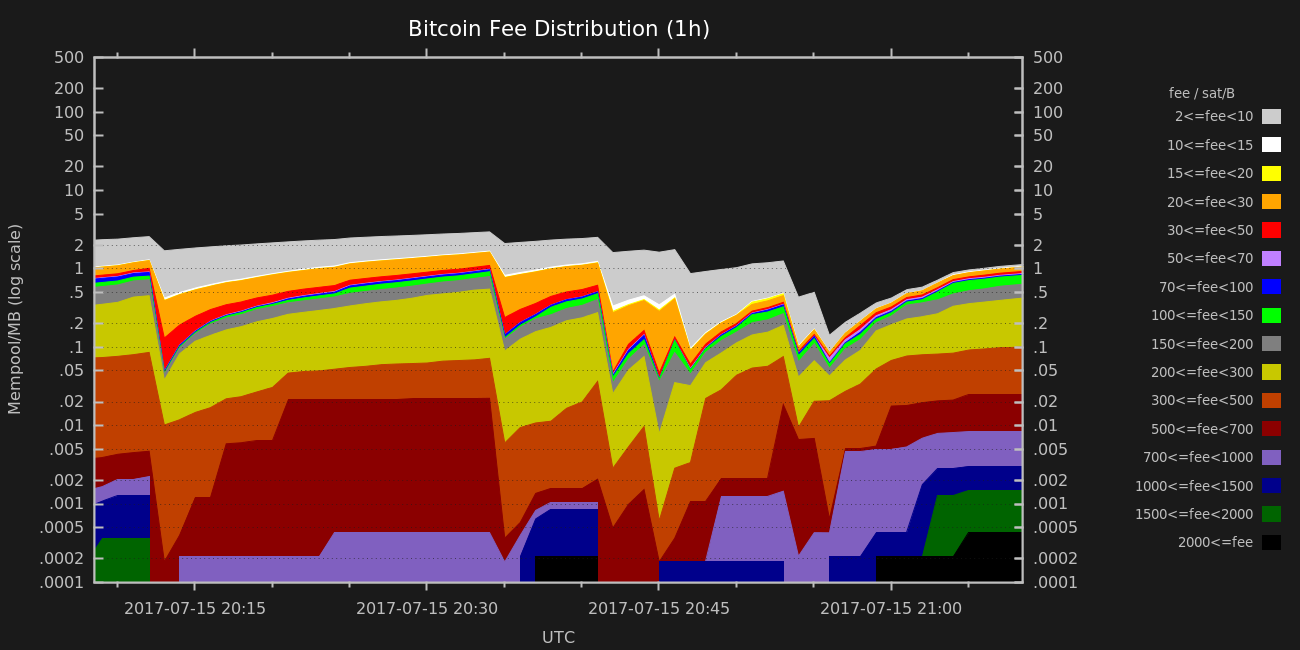 Bitcoin Fee Distribution (1h)
500 500
200 200
100 100
50 50
20 20
10 10
5 5
2 2
1 1
.5 .5
.2 .2
.1 .1
.05 .05
.02 .02
.01 .01
.005 .005
.002 .002
.001 .001
.0005 .0005
.0002 .0002
.0001 .0001
Mempool/MB (log scale)
2017-07-15 20:15 2017-07-15 20:30 2017-07-15 20:45 2017-07-15 21:00
UTC
fee / sat/B
2<=fee<10
10<=fee<15
15<=fee<20
20<=fee<30
30<=fee<50
50<=fee<70
70<=fee<100
100<=fee<150
150<=fee<200
200<=fee<300
300<=fee<500
500<=fee<700
700<=fee<1000
1000<=fee<1500
1500<=fee<2000
2000<=fee